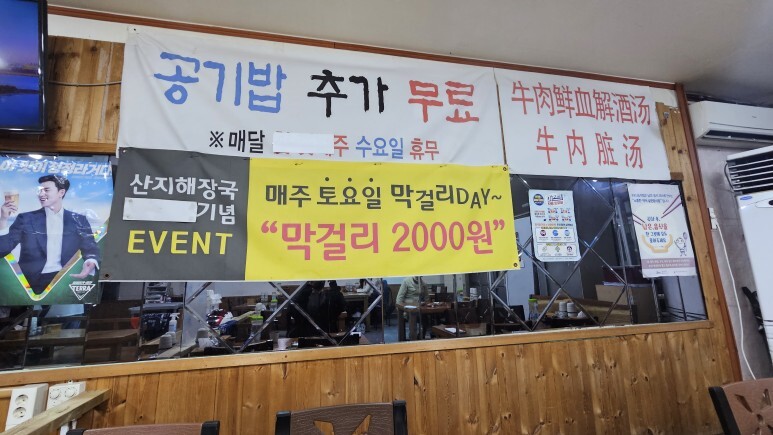 공기밥 추가 무료
※매달 주 수요일 휴무
牛肉鲜血解酒汤
牛内脏汤
산지해장국
기념
EVENT
매주 토요일 막걸리DAY~
“막걸리 2000원”
TERRA